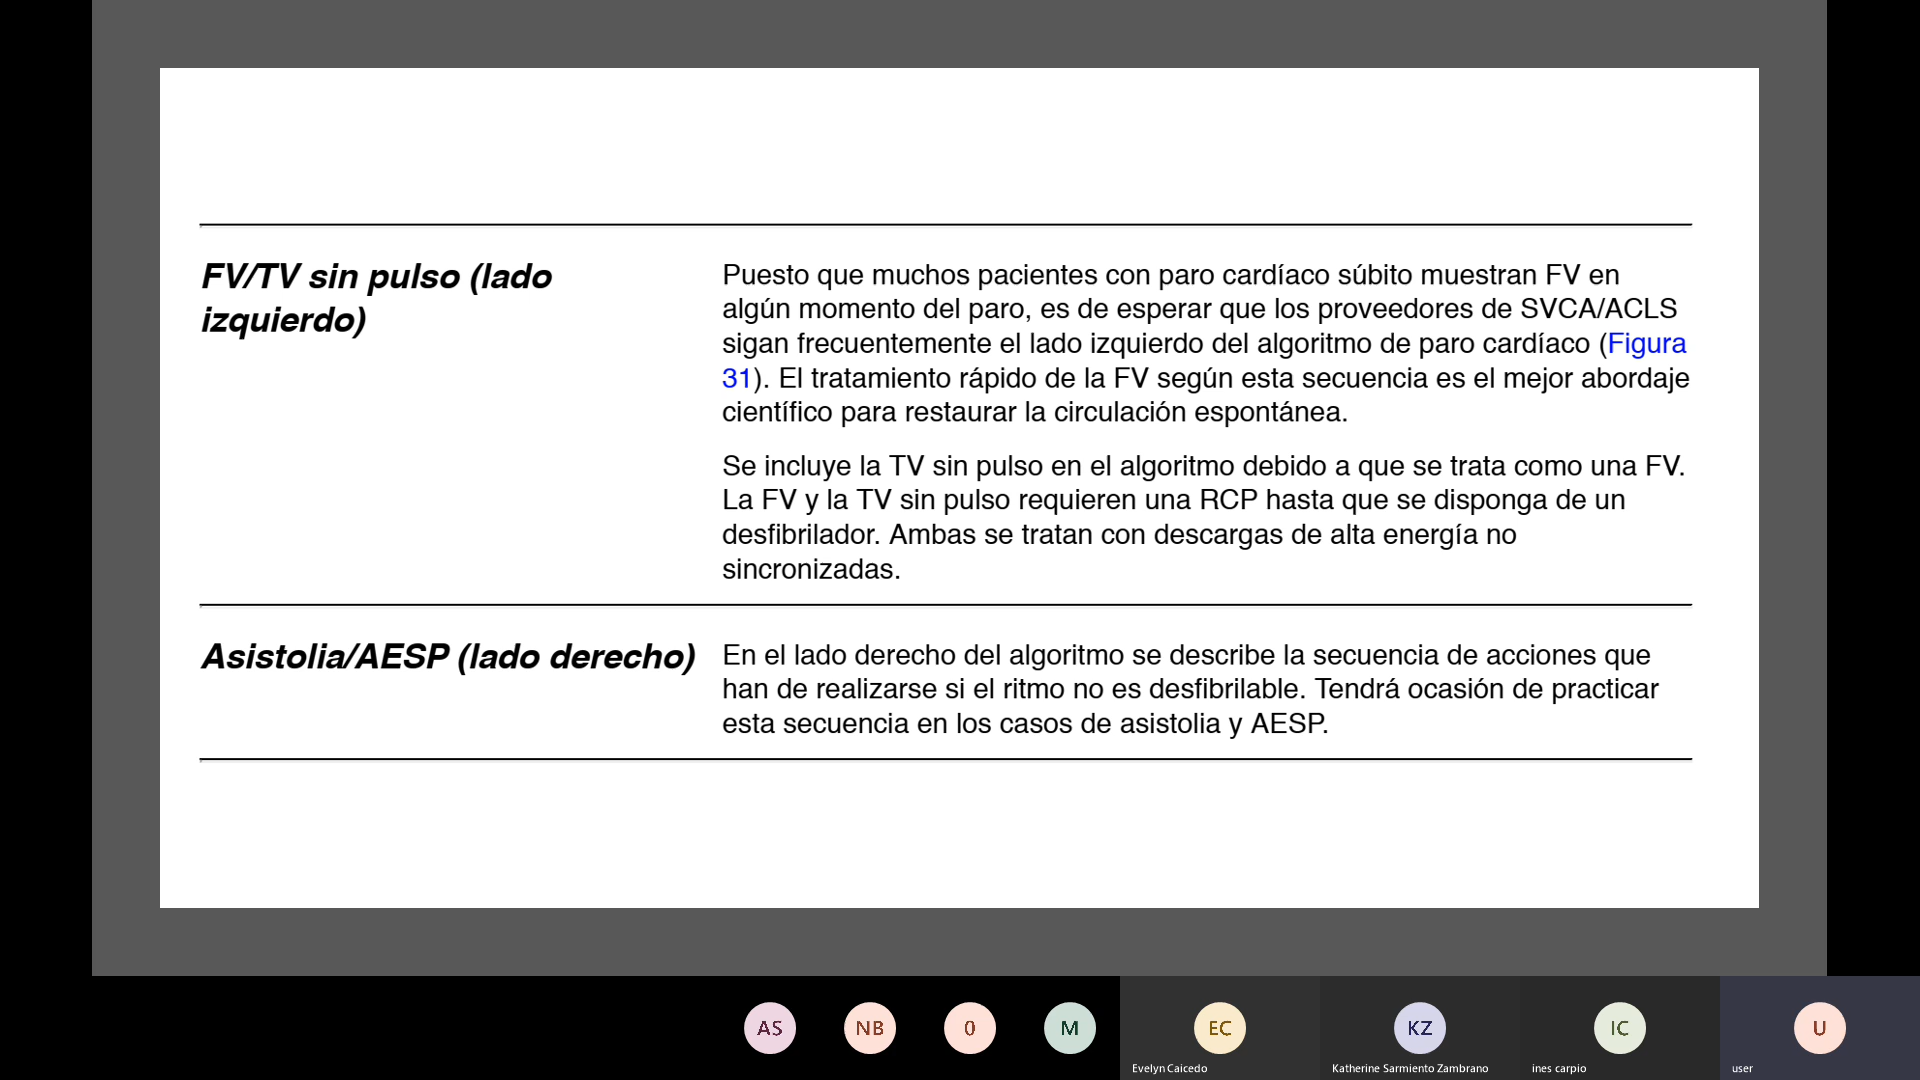 FV/TV sin pulso (lado
izquierdo)
Puesto que muchos pacientes con paro cardíaco súbito muestran FV en
algún momento del paro, es de esperar que los proveedores de SVCA/ACLS
sigan frecuentemente el lado izquierdo del algoritmo de paro cardíaco (Figura
31). El tratamiento rápido de la FV según esta secuencia es el mejor abordaje
científico para restaurar la circulación espontánea.
Se incluye la TV sin pulso en el algoritmo debido a que se trata como una FV.
La FV y la TV sin pulso requieren una RCP hasta que se disponga de un
desfibrilador. Ambas se tratan con descargas de alta energía no
sincronizadas.
Asistolia/AESP (lado derecho)
En el lado derecho del algoritmo se describe la secuencia de acciones que
han de realizarse si el ritmo no es desfibrilable. Tendrá ocasión de practicar
esta secuencia en los casos de asistolia y AESP.
AS
NB
0
M
EC
KZ
IC
U
Evelyn Caicedo
Katherine Sarmiento Zambrano
ines carpio
user